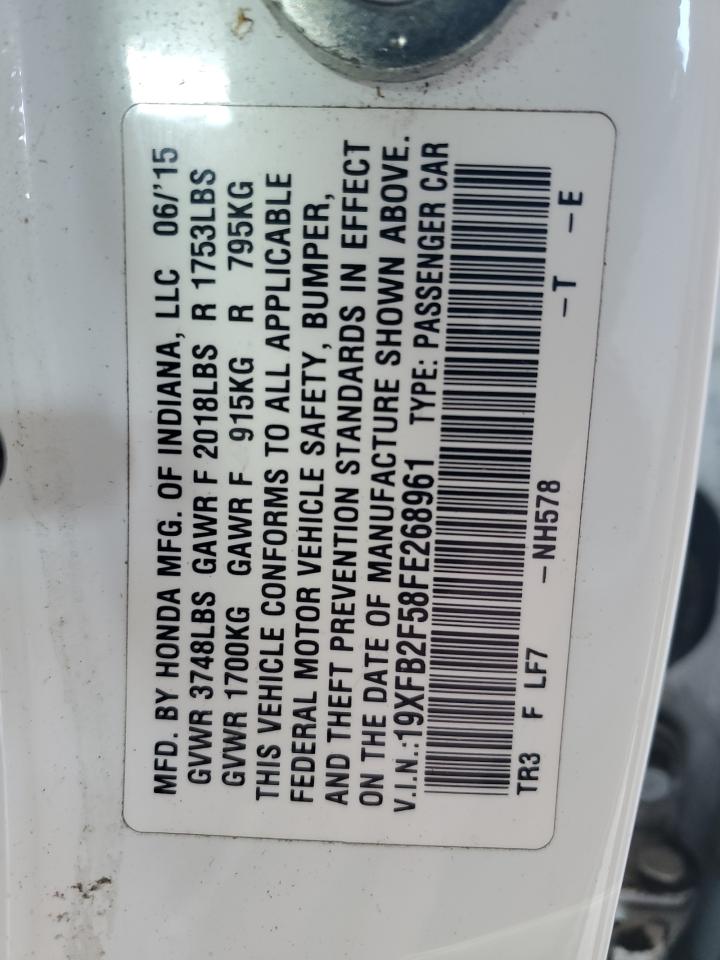 MFD. BY HONDA MFG. OF INDIANA, LLC 06/'15
GVWR 3748LBS GAWR F 2018LBS R 1753LBS
GVWR 1700KG GAWR F 915KG R 795KG
THIS VEHICLE CONFORMS TO ALL APPLICABLE
FEDERAL MOTOR VEHICLE SAFETY, BUMPER,
AND THEFT PREVENTION STANDARDS IN EFFECT
ON THE DATE OF MANUFACTURE SHOWN ABOVE.
V.I.N.:19XFB2F58FE268961 TYPE: PASSENGER CAR
TR3 F LF7 -NH578 -T -E